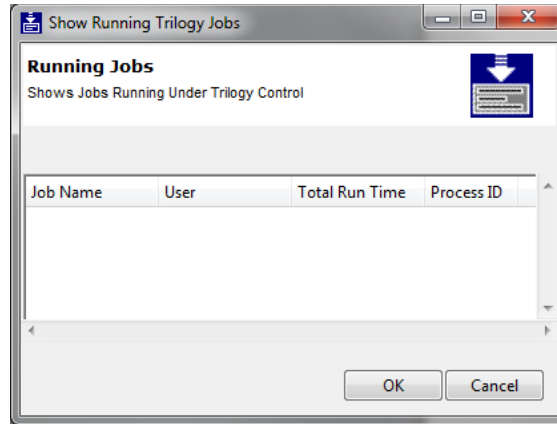 Show Running Trilogy Jobs
Running Jobs
Shows Jobs Running Under Trilogy Control
Job Name User Total Run Time Process ID
OK Cancel